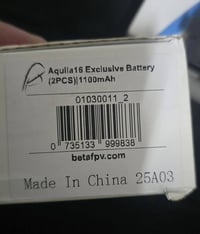 Aquila16 Exclusive Battery
(2PCS)|1100mAh
01030011_2
0 735133 999838
betafpv.com
Made In China 25A03